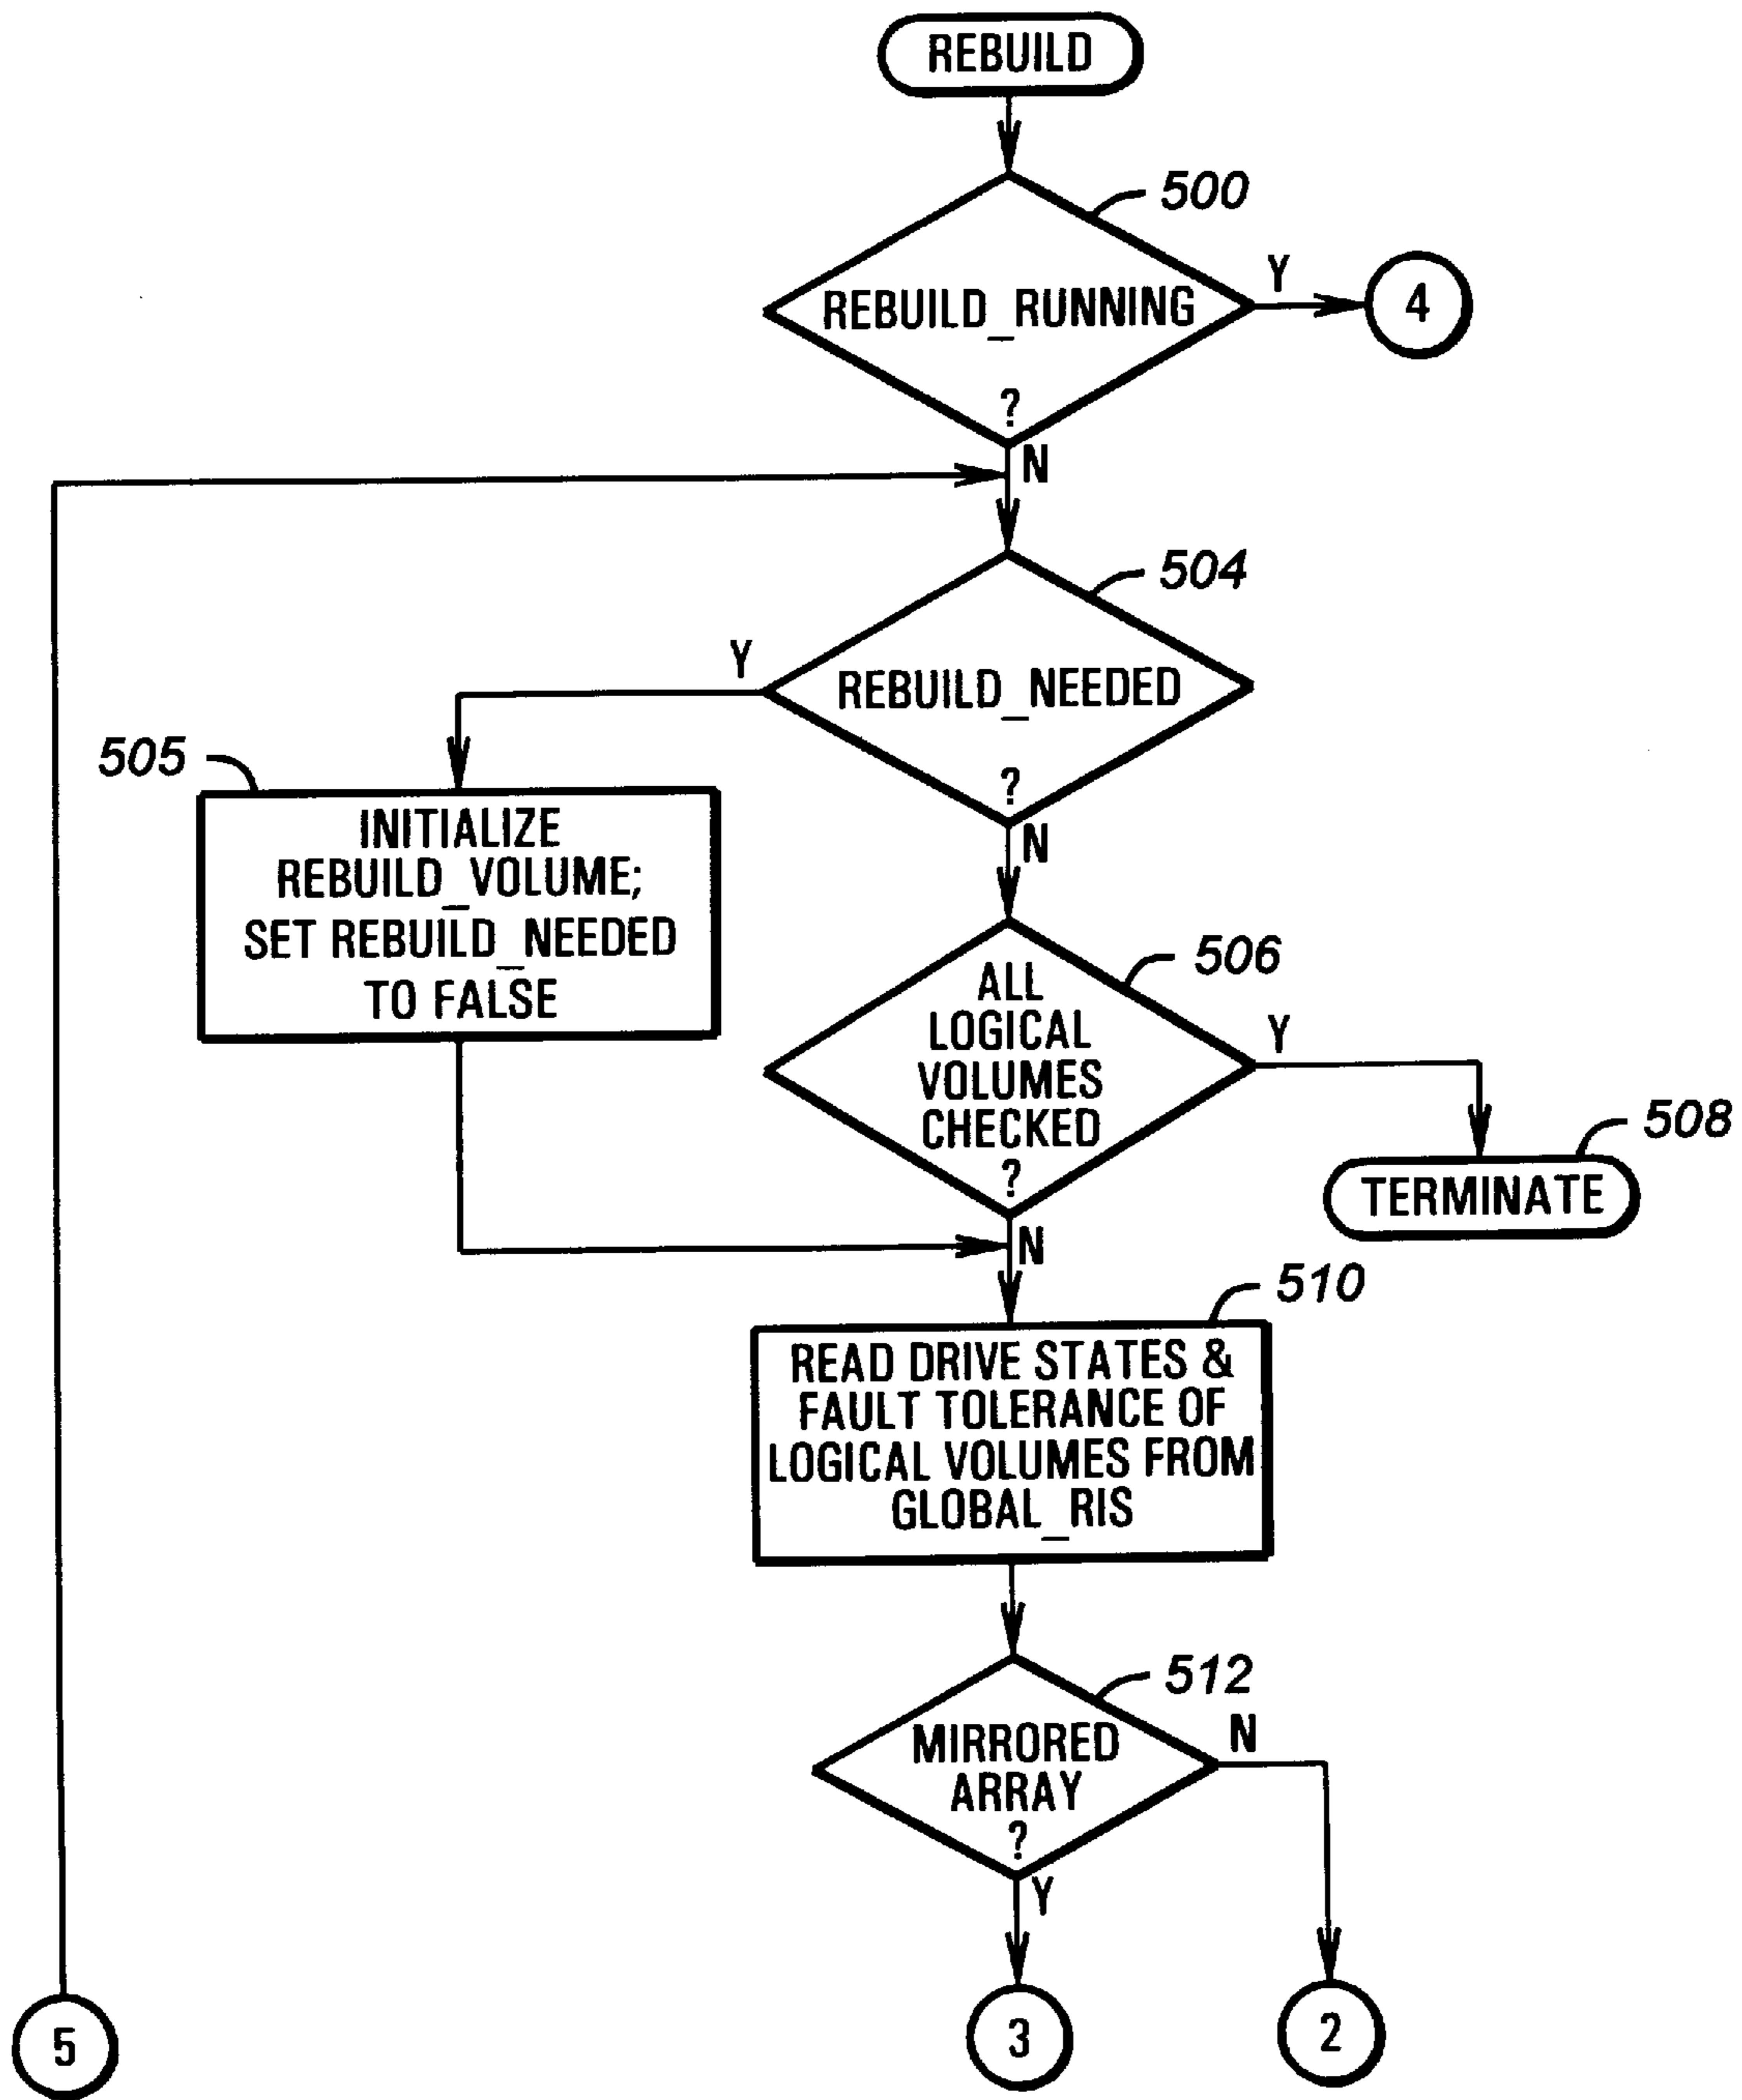 REBUILD
500
REBUILD_RUNNING
?
Y
4
N
504
REBUILD_NEEDED
?
Y
N
505
INITIALIZE
REBUILD_VOLUME;
SET REBUILD_NEEDED
TO FALSE
506
ALL
LOGICAL
VOLUMES
CHECKED
?
Y
508
TERMINATE
N
510
READ DRIVE STATES &
FAULT TOLERANCE OF
LOGICAL VOLUMES FROM
GLOBAL_RIS
512
MIRRORED
ARRAY
?
N
Y
5
3
2